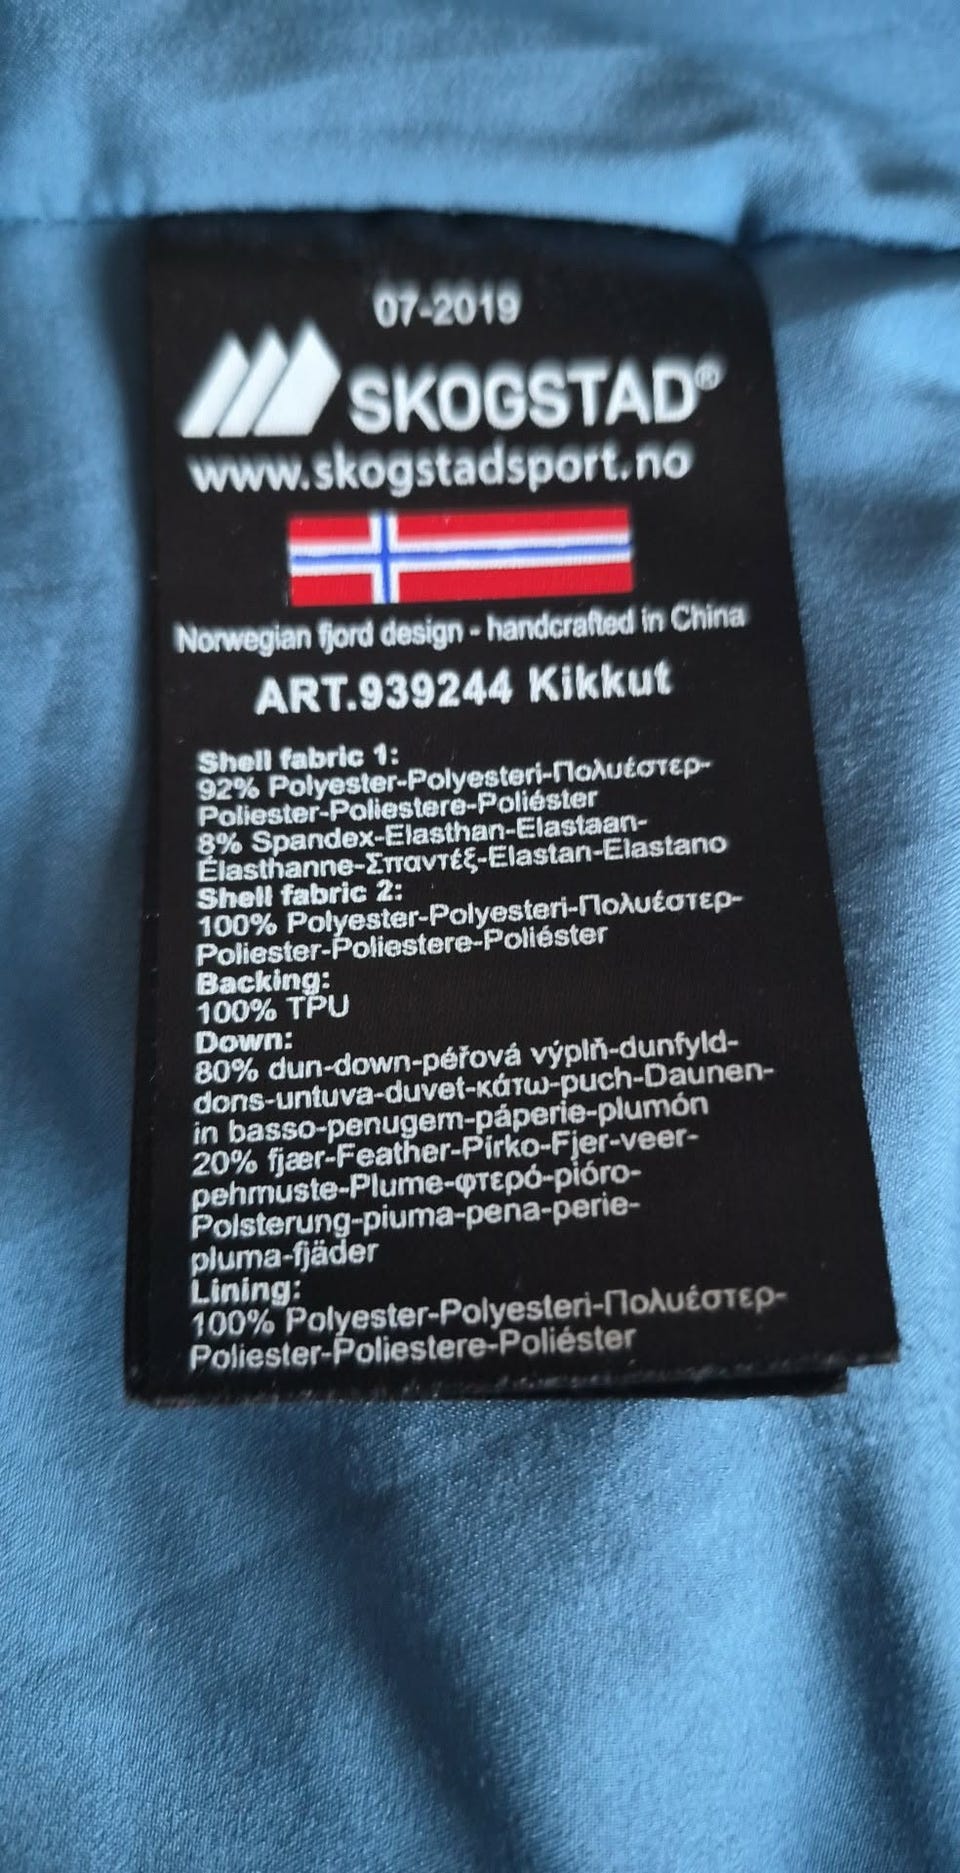 07-2019
SKOGSTAD®
www.skogstadsport.no
Norwegian fjord design - handcrafted in China
ART.939244 Kikkut
Shell fabric 1:
92% Polyester-Polyesteri-Πολυέστερ-
Poliester-Poliestere-Poliéster
8% Spandex-Elasthan-Elastaan-
Élasthanne-Σπαντέξ-Elastan-Elastano
Shell fabric 2:
100% Polyester-Polyesteri-Πολυέστερ-
Poliester-Poliestere-Poliéster
Backing:
100% TPU
Down:
80% dun-down-péřová výplň-dunfyld-
dons-untuva-duvet-κάτω-puch-Daunen-
in basso-penugem-páperie-plumón
20% fjær-Feather-Pirko-Fjer-veer-
pehmuste-Plume-φτερό-pióro-
Polsterung-piuma-pena-perie-
pluma-fjäder
Lining:
100% Polyester-Polyesteri-Πολυέστερ-
Poliester-Poliestere-Poliéster